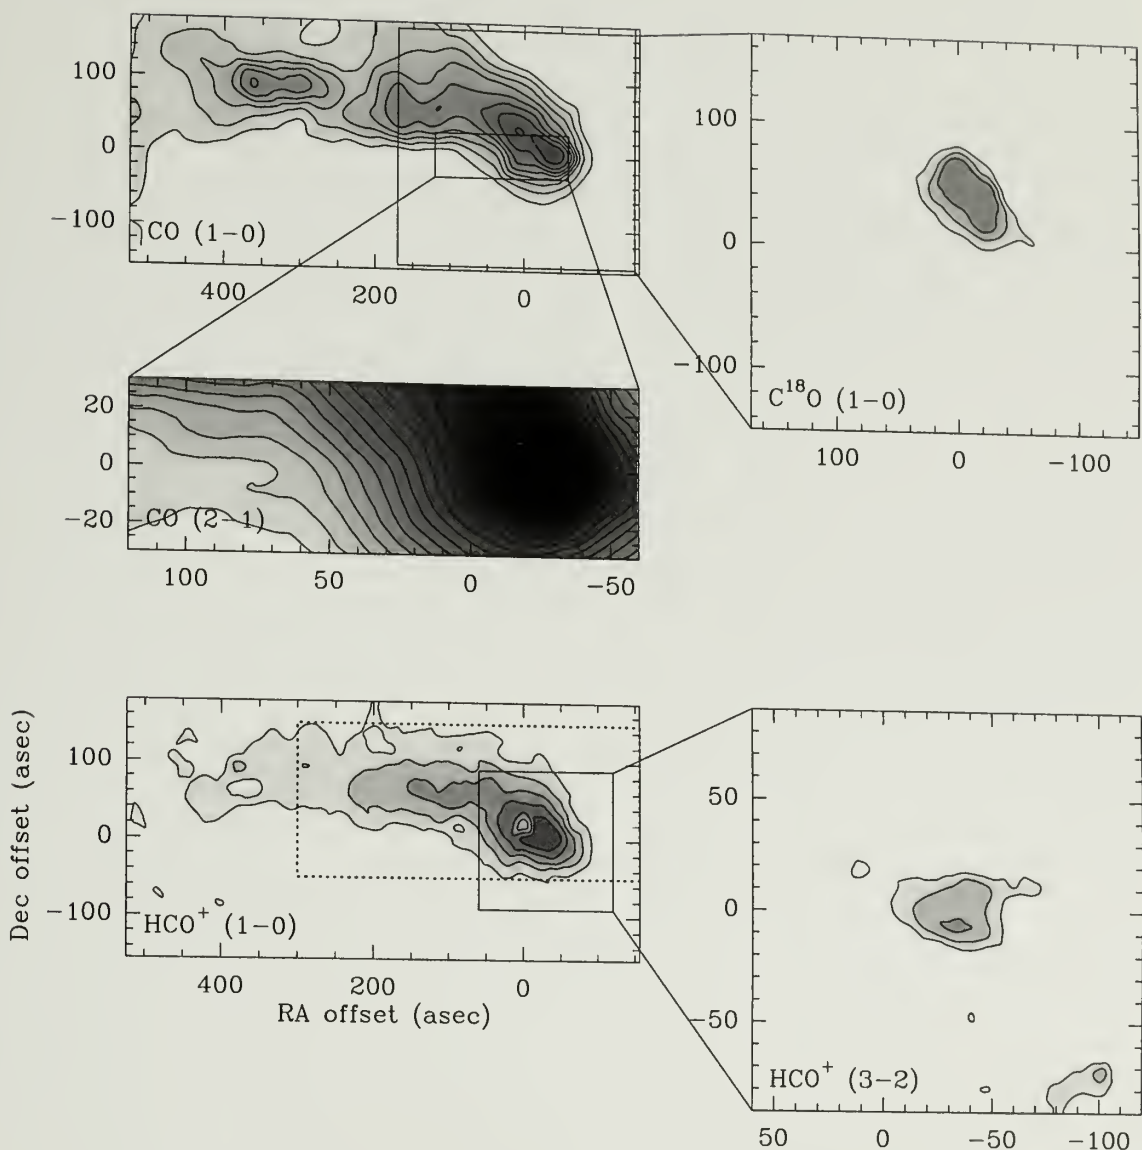 100
0
−100
CO (1−0)
400 200 0
100
0
−100
C¹⁸O (1−0)
100 0 −100
20
0
−20
CO (2−1)
100 50 0 −50
Dec offset (asec)
100
0
−100
HCO⁺ (1−0)
400 200 0
RA offset (asec)
50
0
−50
HCO⁺ (3−2)
50 0 −50 −100